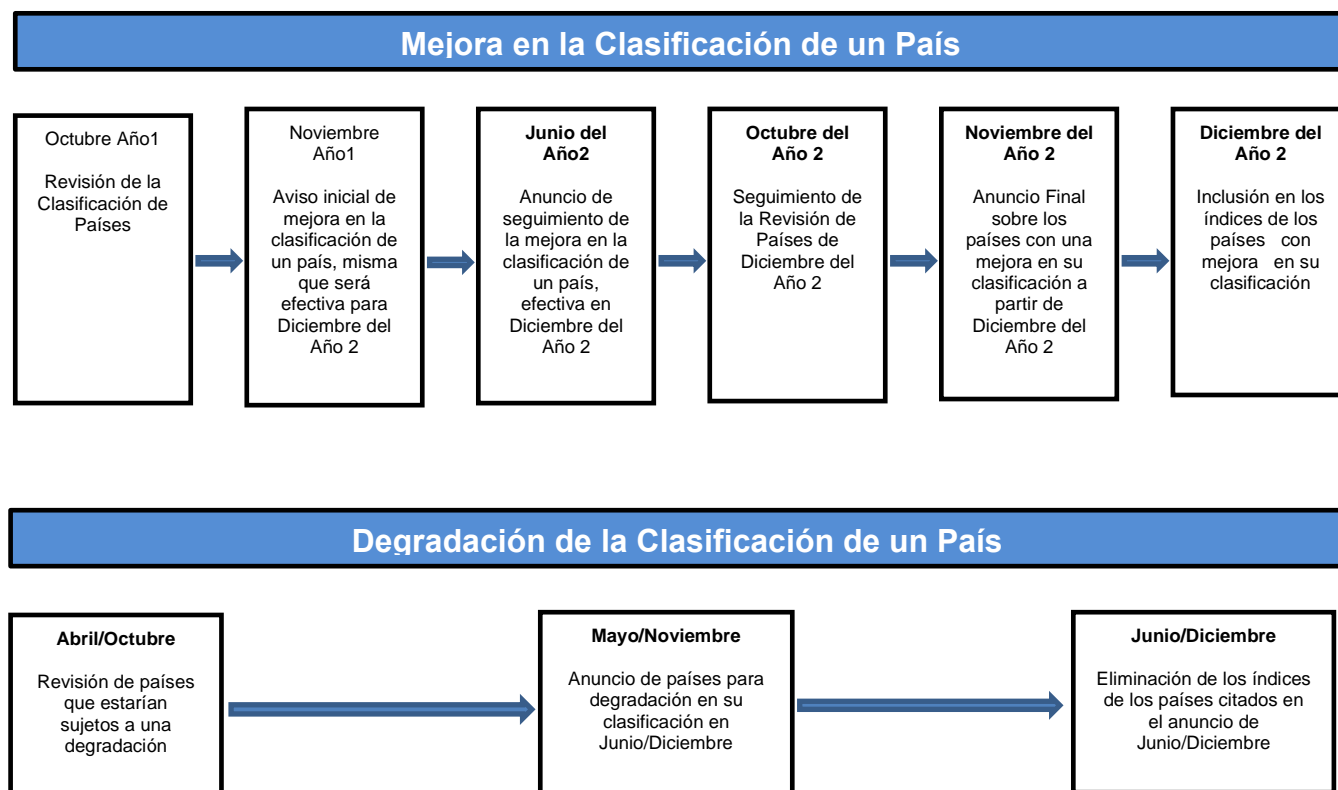 Mejora en la Clasificación de un País
Octubre Año1
Revisión de la
Clasificación de
Países
Noviembre
Año1
Aviso inicial de
mejora en la
clasificación de
un país, misma
que será
efectiva para
Diciembre del
Año 2
Junio del
Año2
Anuncio de
seguimiento de
la mejora en la
clasificación de
un país,
efectiva en
Diciembre del
Año 2
Octubre del
Año 2
Seguimiento de
la Revisión de
Países de
Diciembre del
Año 2
Noviembre del
Año 2
Anuncio Final
sobre los
países con una
mejora en su
clasificación a
partir de
Diciembre del
Año 2
Diciembre del
Año 2
Inclusión en los
índices de los
países con
mejora en su
clasificación
Degradación de la Clasificación de un País
Abril/Octubre
Revisión de países
que estarían
sujetos a una
degradación
Mayo/Noviembre
Anuncio de países para
degradación en su
clasificación en
Junio/Diciembre
Junio/Diciembre
Eliminación de los índices
de los países citados en
el anuncio de
Junio/Diciembre